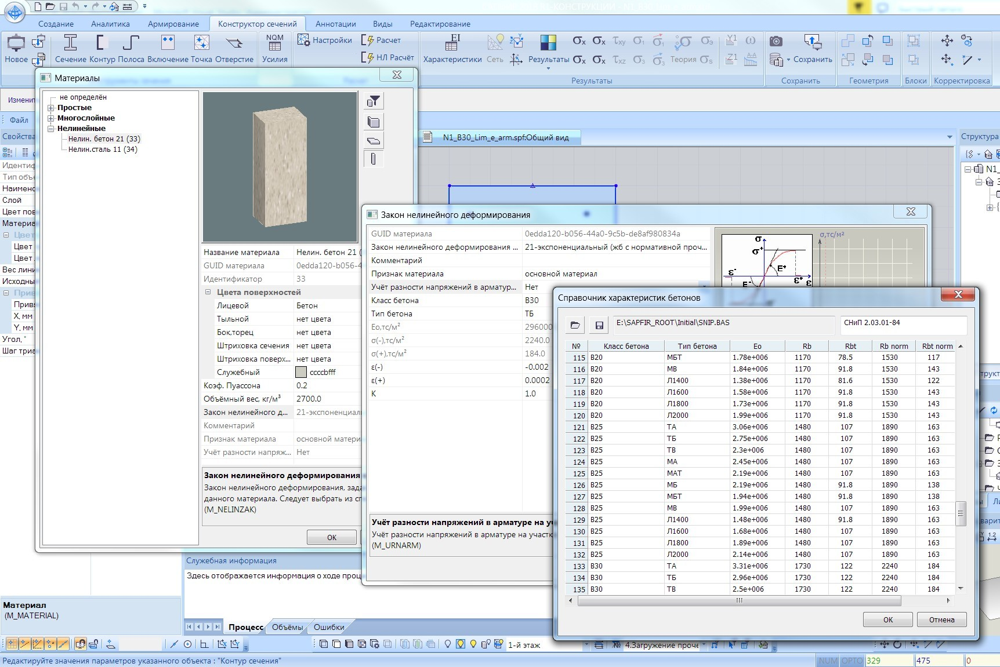 Создание Аналитика Армирование Конструктор сечений Аннотации Виды Редактирование
Новое Сечение Контур Полоса Включение Точка Отверстие
NQM
Усилия
Настройки
Расчет
НЛ Расчёт
EI
Характеристики Сеть Результаты Теория
σx σx τxy σ1 σ1 σэ
σx σx τxz σ3 σ3 σs
Y1 ω
Z1
Сохранить
Результаты Сохранить Геометрия Блоки Корректировка
Материалы
не определён
Простые
Многослойные
Нелинейные
Нелин. бетон 21 (33)
Нелин.сталь 11 (34)
Название материала Нелин. бетон 21 (
GUID материала 0edda120-b056-4
Идентификатор 33
Цвета поверхностей
Лицевой Бетон
Тыльной нет цвета
Бок,торец нет цвета
Штриховка сечения нет цвета
Штриховка поверх... нет цвета
Служебный ccccbfff
Коэф. Пуассона 0.2
Объёмный вес, кг/м³ 2700.0
Закон нелинейного д... 21-экспоненциал
Комментарий
Признак материала основной матери
Учёт разности напряж... Нет
Закон нелинейного деформирования
Закон нелинейного деформирования, зада
данного материала. Следует выбрать из сп
(M_NELINZAK)
OK
Изменит
Файл
Свойства
Идентиф
Тип объе
Наимено
Слой
Цвет пов
Материа
Цвет
Цвет
Цвет
Вес лини
Исходны
Прив
Привя
X, мм
Y, мм
Угол,°
Шаг триа
Материал
(M_MATERIAL)
N1_B30_Lim_e_arm.spf:Общий вид
Структура
N1_
Закон нелинейного деформирования
GUID материала 0edda120-b056-44a0-9c5b-de8af980834a
Закон нелинейного деформирования ... 21-экспоненциальный (жб с нормативной проч...
Комментарий
Признак материала основной материал
Учёт разности напряжений в арматур... Нет
Класс бетона B30
Тип бетона ТБ
Eo,тс/м² 296000
σ(-),тс/м² 2240.0
σ(+),тс/м² 184.0
ε(-) -0.002
ε(+) 0.0002
K 1.0
σ
σ+
E+
ε-
E-
ε+
ε
σ,тс/м²
Учёт разности напряжений в арматуре на уч
Учёт разности напряжений в арматуре на участк
(M_URNARM)
Справочник характеристик бетонов
E:\SAPFIR_ROOT\Initial\SNIP.BAS СНиП 2.03.01-84
№ Класс бетона Тип бетона Eo Rb Rbt Rb norm Rbt norm
115 B20 МБТ 1.78e+006 1170 78.5 1530 117
116 B20 МВ 1.84e+006 1170 91.8 1530 143
117 B20 Л1400 1.38e+006 1170 81.6 1530 122
118 B20 Л1600 1.58e+006 1170 91.8 1530 143
119 B20 Л1800 1.73e+006 1170 91.8 1530 143
120 B20 Л2000 1.99e+006 1170 91.8 1530 143
121 B25 ТА 3.06e+006 1480 107 1890 163
122 B25 ТБ 2.75e+006 1480 107 1890 163
123 B25 ТВ 2.3e+006 1480 107 1890 163
124 B25 МА 2.45e+006 1480 107 1890 163
125 B25 МАТ 2.19e+006 1480 107 1890 163
126 B25 МБ 2.19e+006 1480 91.8 1890 138
127 B25 МБТ 1.94e+006 1480 91.8 1890 138
128 B25 МВ 1.99e+006 1480 107 1890 163
129 B25 Л1400 1.48e+006 1480 91.8 1890 163
130 B25 Л1600 1.68e+006 1480 107 1890 163
131 B25 Л1800 1.89e+006 1480 107 1890 163
132 B25 Л2000 2.14e+006 1480 107 1890 163
133 B30 ТА 3.31e+006 1730 122 2240 184
134 B30 ТБ 2.96e+006 1730 122 2240 184
135 B30 ТВ 2.5e+006 1730 122 2240 184
OK Отмена
Служебная информация
Здесь отображается информация о ходе проц
Процесс Объёмы Ошибки
1-й этаж
4.Загружение проче
Редактируйте значения параметров указанного объекта : "Контур сечения"
NUM ОРТО 329 475 0